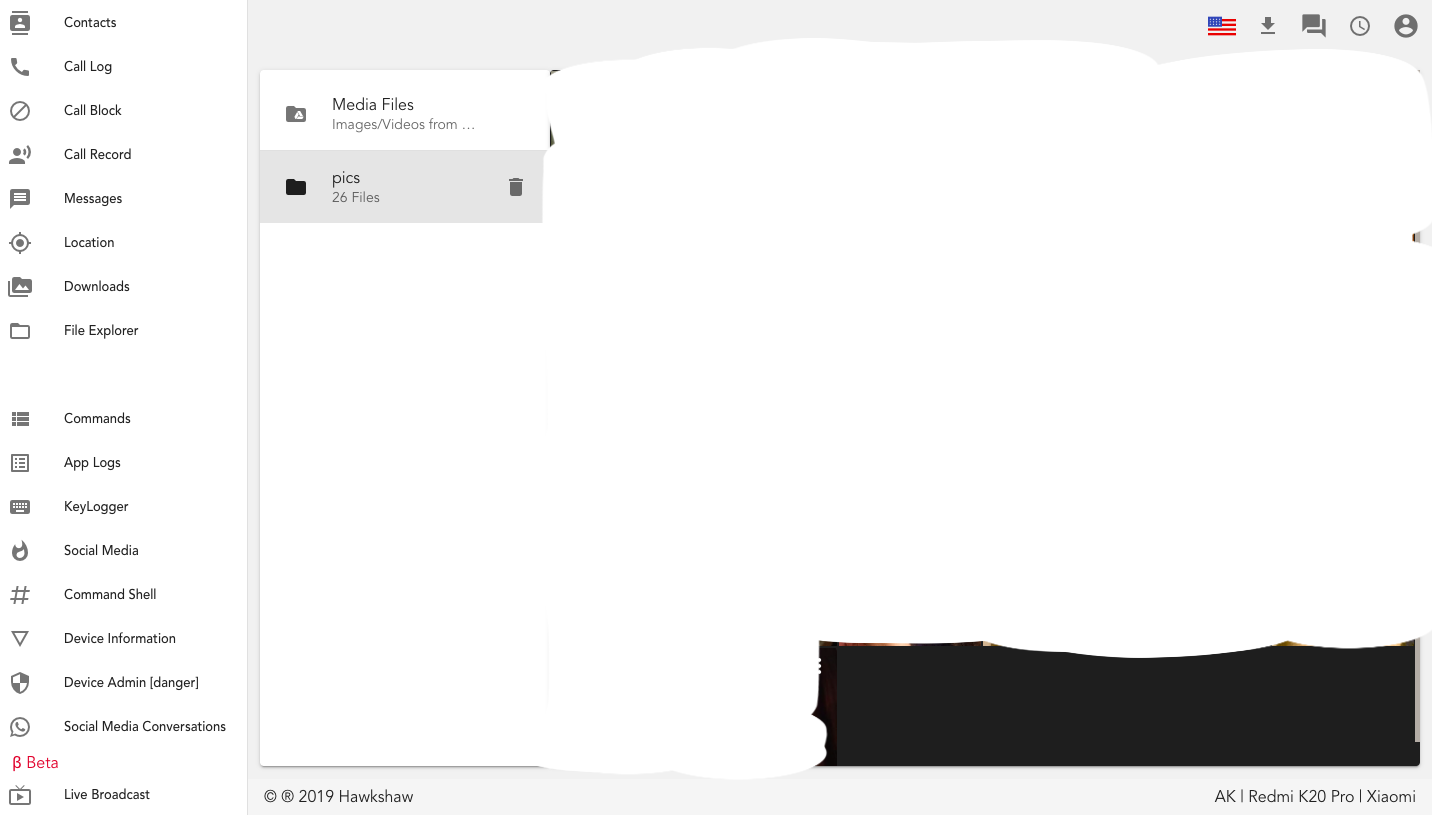 Contacts
Call Log
Call Block
Call Record
Messages
Location
Downloads
File Explorer
Commands
App Logs
KeyLogger
Social Media
Command Shell
Device Information
Device Admin [danger]
Social Media Conversations
β Beta
Live Broadcast
Media Files
Images/Videos from …
pics
26 Files
© ® 2019 Hawkshaw
AK | Redmi K20 Pro | Xiaomi